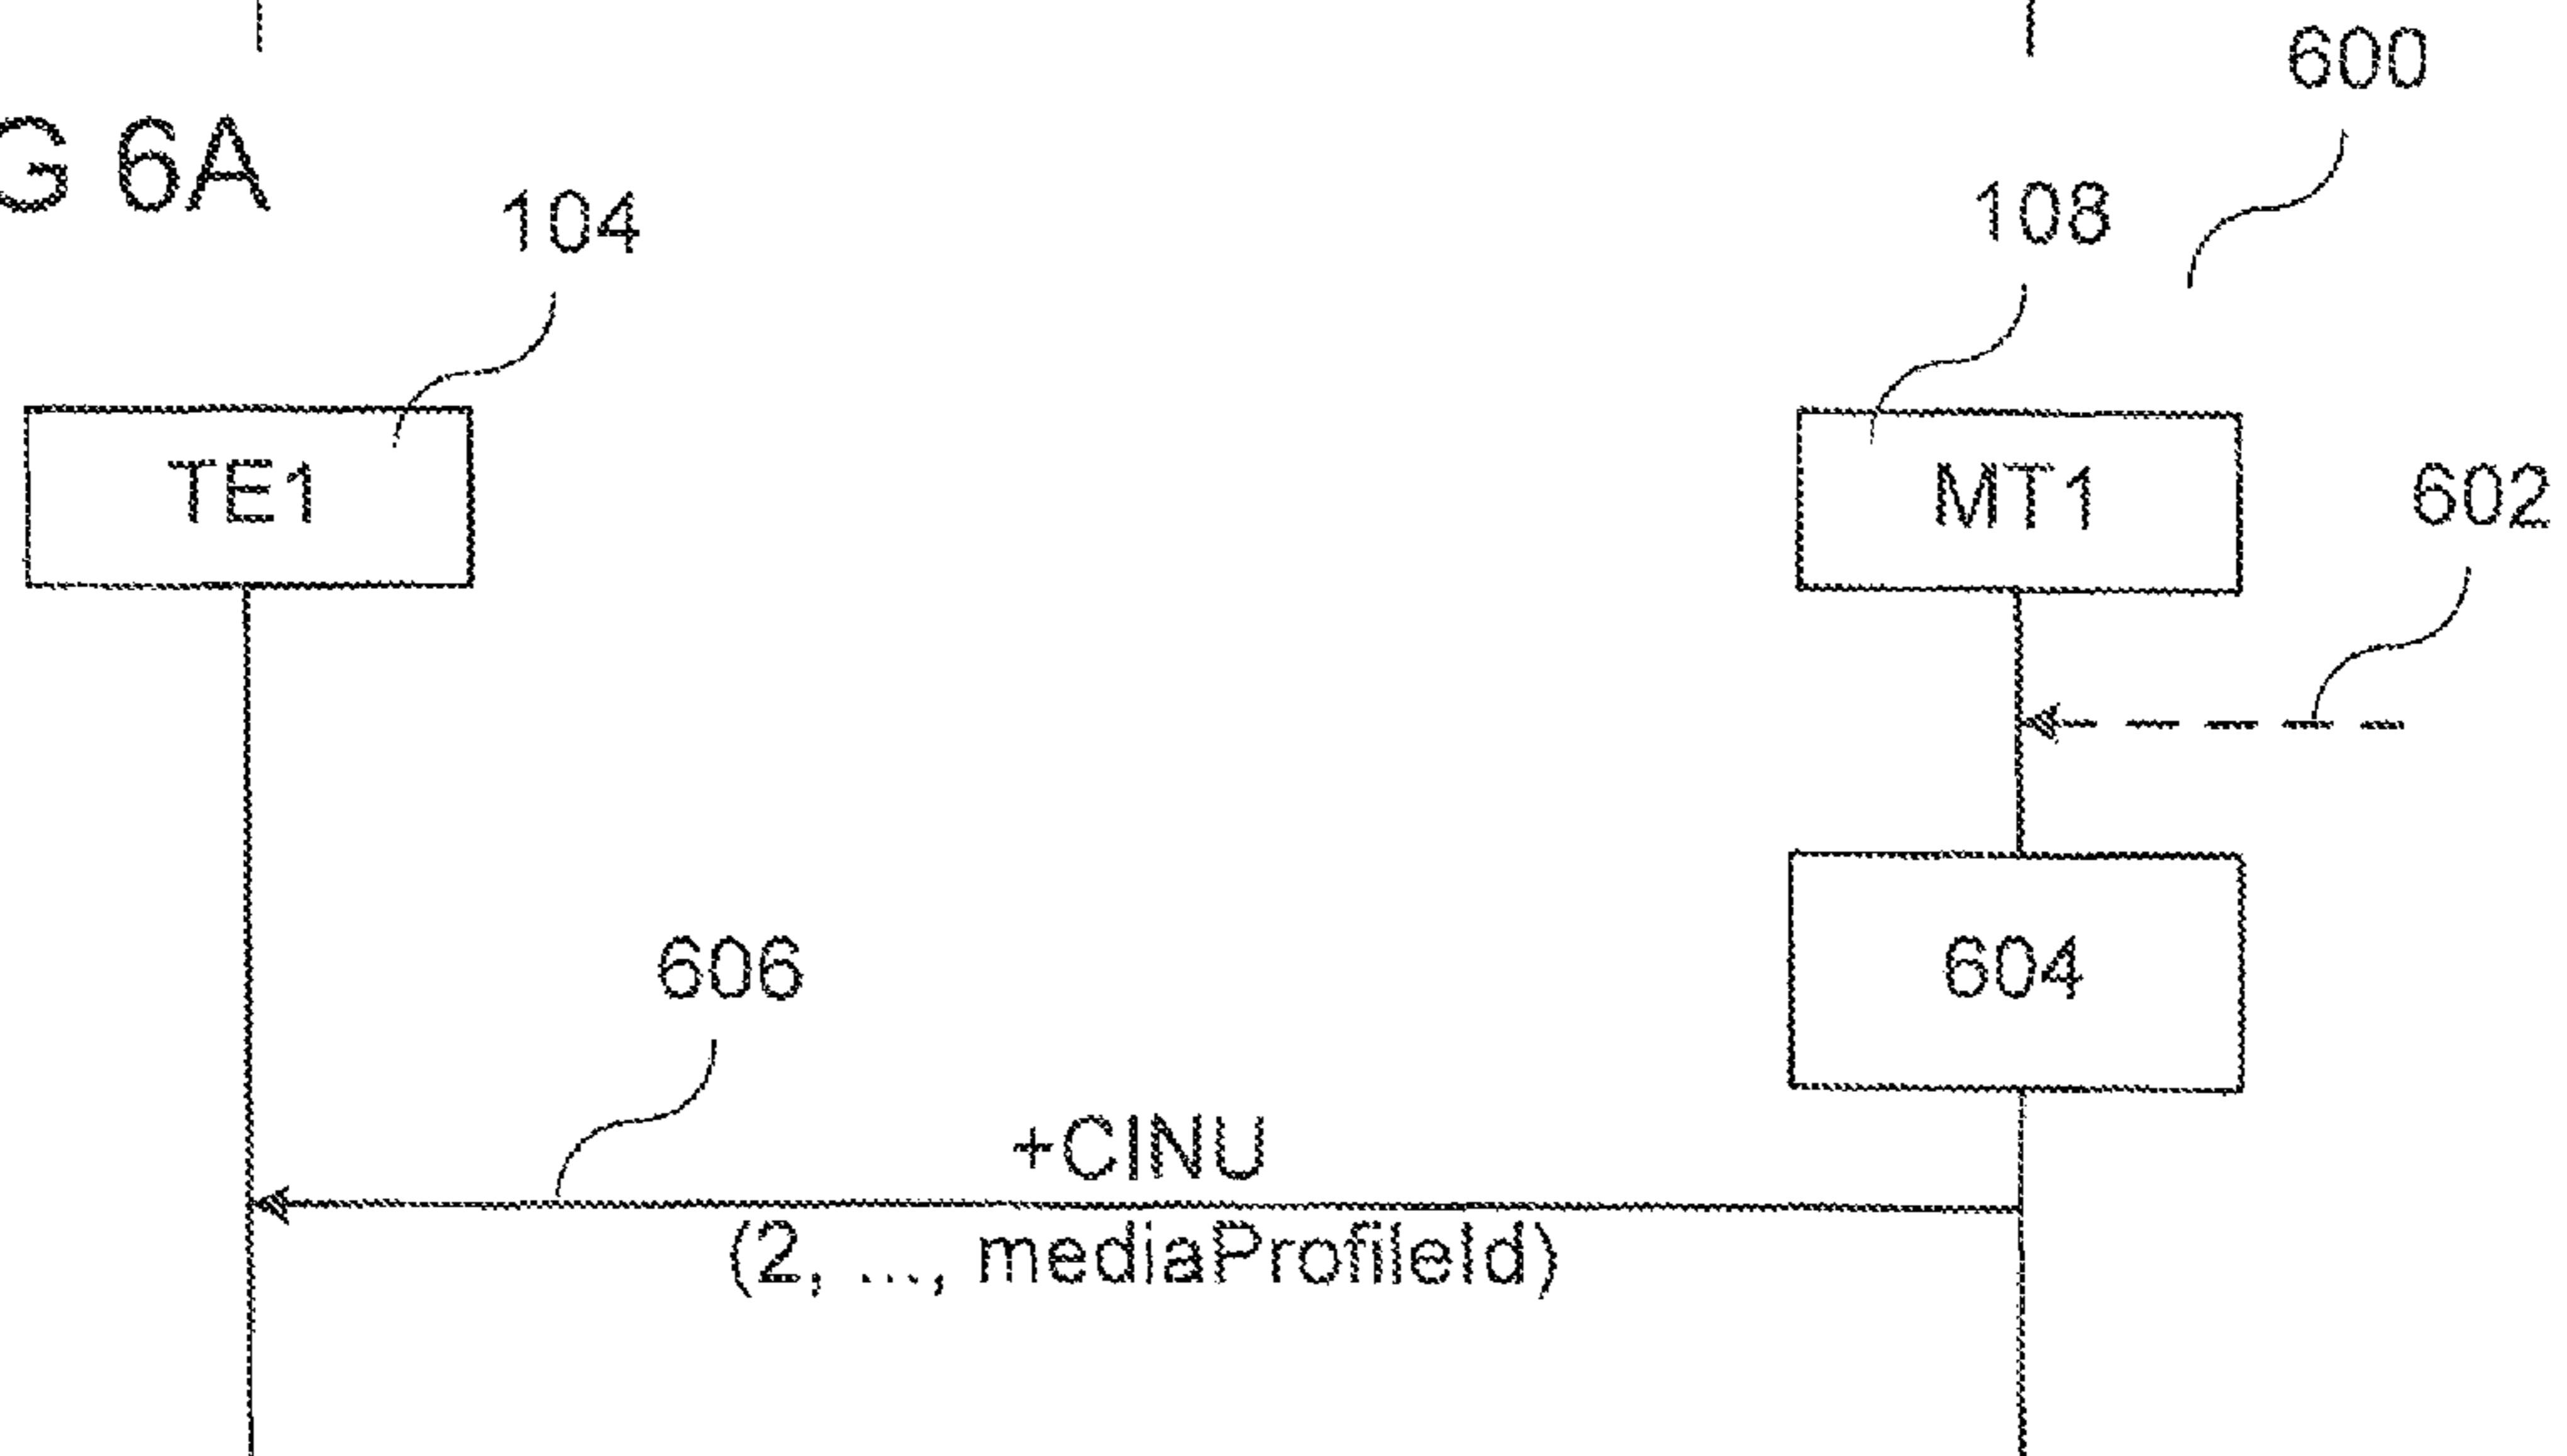 600
G 6A
104
108
TE1
MT1
602
604
606
+CINU
(2, ..., mediaProfileId)